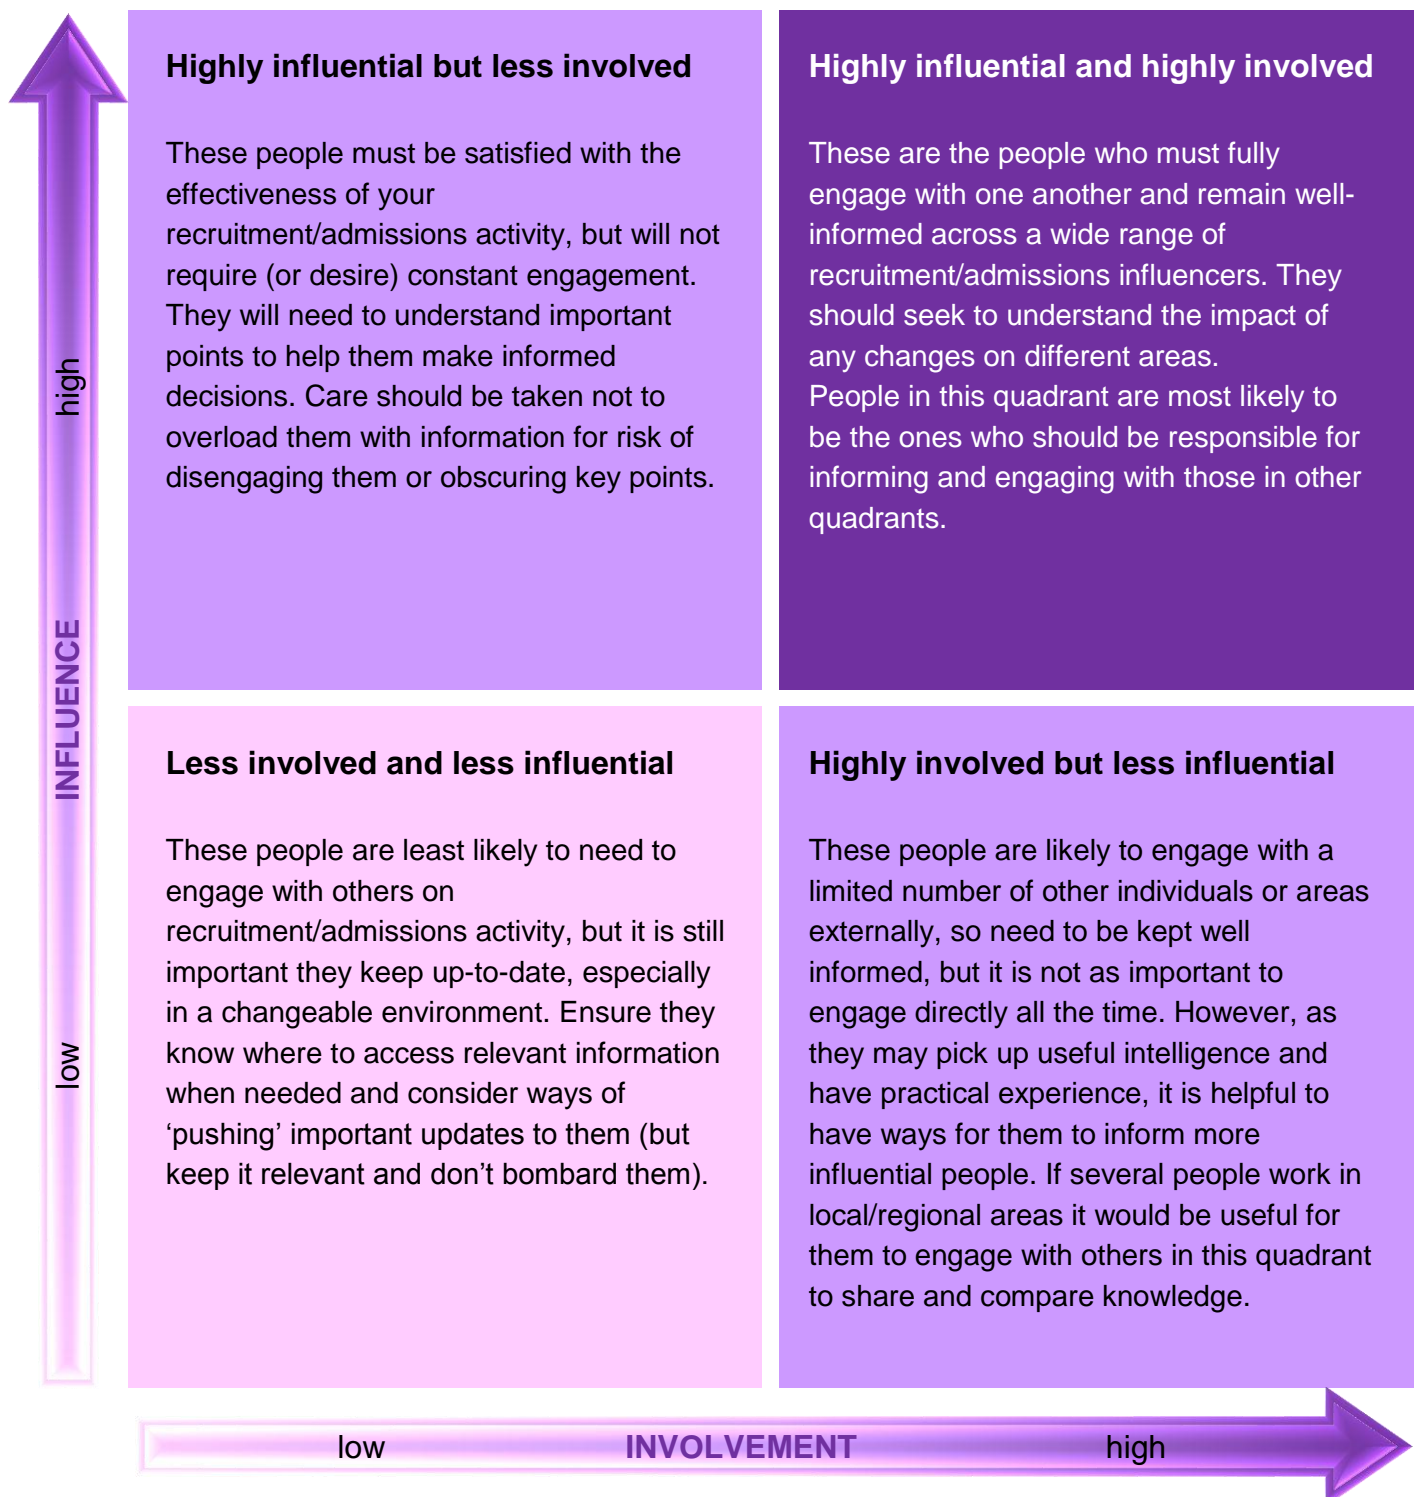 Highly influential but less involved
These people must be satisfied with the
effectiveness of your
recruitment/admissions activity, but will not
require (or desire) constant engagement.
They will need to understand important
points to help them make informed
decisions. Care should be taken not to
overload them with information for risk of
disengaging them or obscuring key points.
Highly influential and highly involved
These are the people who must fully
engage with one another and remain well-
informed across a wide range of
recruitment/admissions influencers. They
should seek to understand the impact of
any changes on different areas.
People in this quadrant are most likely to
be the ones who should be responsible for
informing and engaging with those in other
quadrants.
high
INFLUENCE
low
Less involved and less influential
These people are least likely to need to
engage with others on
recruitment/admissions activity, but it is still
important they keep up-to-date, especially
in a changeable environment. Ensure they
know where to access relevant information
when needed and consider ways of
‘pushing’ important updates to them (but
keep it relevant and don’t bombard them).
Highly involved but less influential
These people are likely to engage with a
limited number of other individuals or areas
externally, so need to be kept well
informed, but it is not as important to
engage directly all the time. However, as
they may pick up useful intelligence and
have practical experience, it is helpful to
have ways for them to inform more
influential people. If several people work in
local/regional areas it would be useful for
them to engage with others in this quadrant
to share and compare knowledge.
low INVOLVEMENT high